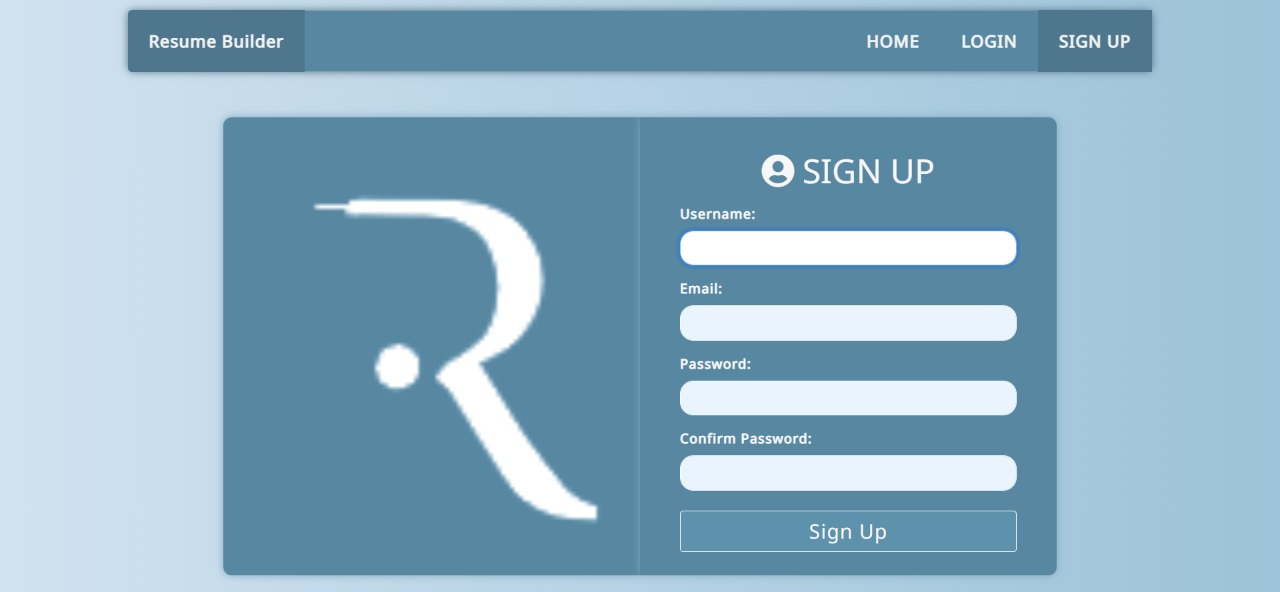 Resume Builder
HOME
LOGIN
SIGN UP
R
SIGN UP
Username:
Email:
Password:
Confirm Password:
Sign Up